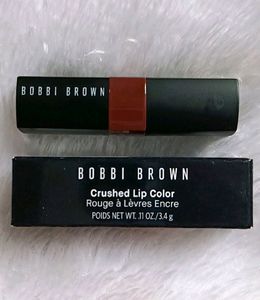 BOBBI BROWN
BOBBI BROWN
Crushed Lip Color
Rouge à Lèvres Encre
POIDS NET WT. .11 OZ./3.4 g